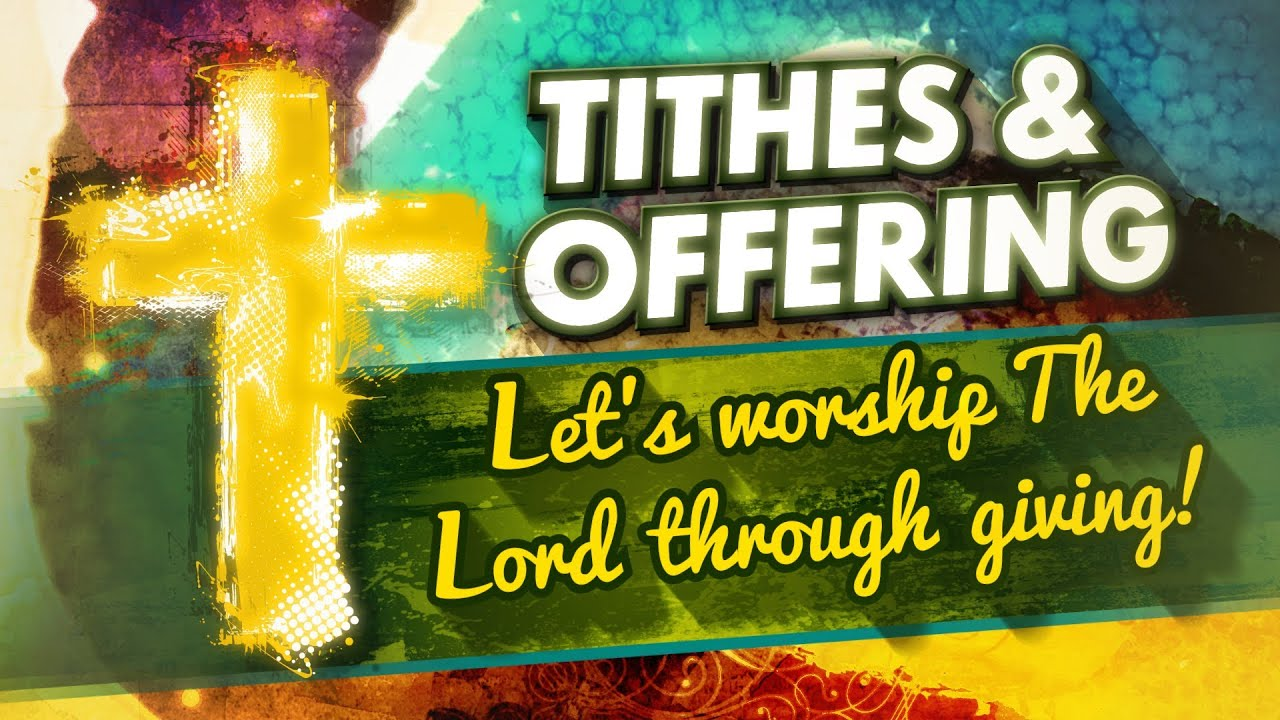 TITHES &
OFFERING
Let's worship The
Lord through giving!